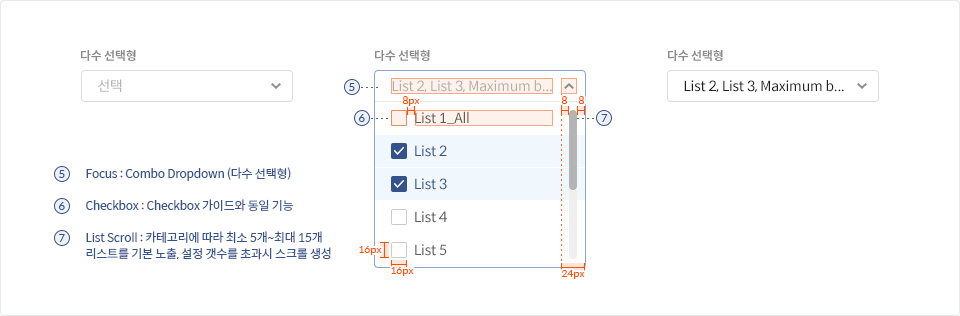 다수 선택형
선택
다수 선택형
5
List 2, List 3, Maximum b...
8px
8
8
6
List 1_All
7
List 2
List 3
List 4
List 5
16px
16px
24px
다수 선택형
List 2, List 3, Maximum b...
5 Focus : Combo Dropdown (다수 선택형)
6 Checkbox : Checkbox 가이드와 동일 기능
7 List Scroll : 카테고리에 따라 최소 5개~최대 15개
리스트를 기본 노출, 설정 갯수를 초과시 스크롤 생성